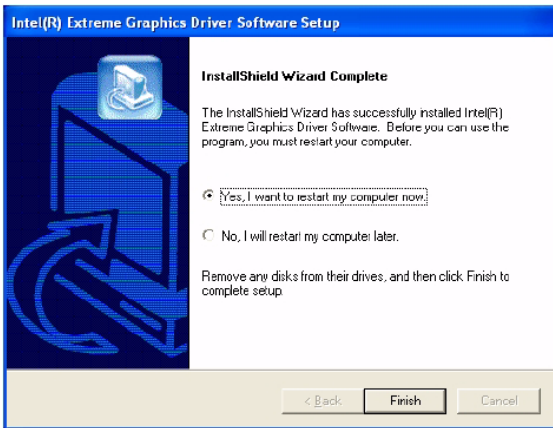 Intel(R) Extreme Graphics Driver Software Setup
InstallShield Wizard Complete
The InstallShield Wizard has successfully installed Intel(R)
Extreme Graphics Driver Software. Before you can use the
program, you must restart your computer.
Yes, I want to restart my computer now.
No, I will restart my computer later.
Remove any disks from their drives, and then click Finish to
complete setup.
< Back
Finish
Cancel